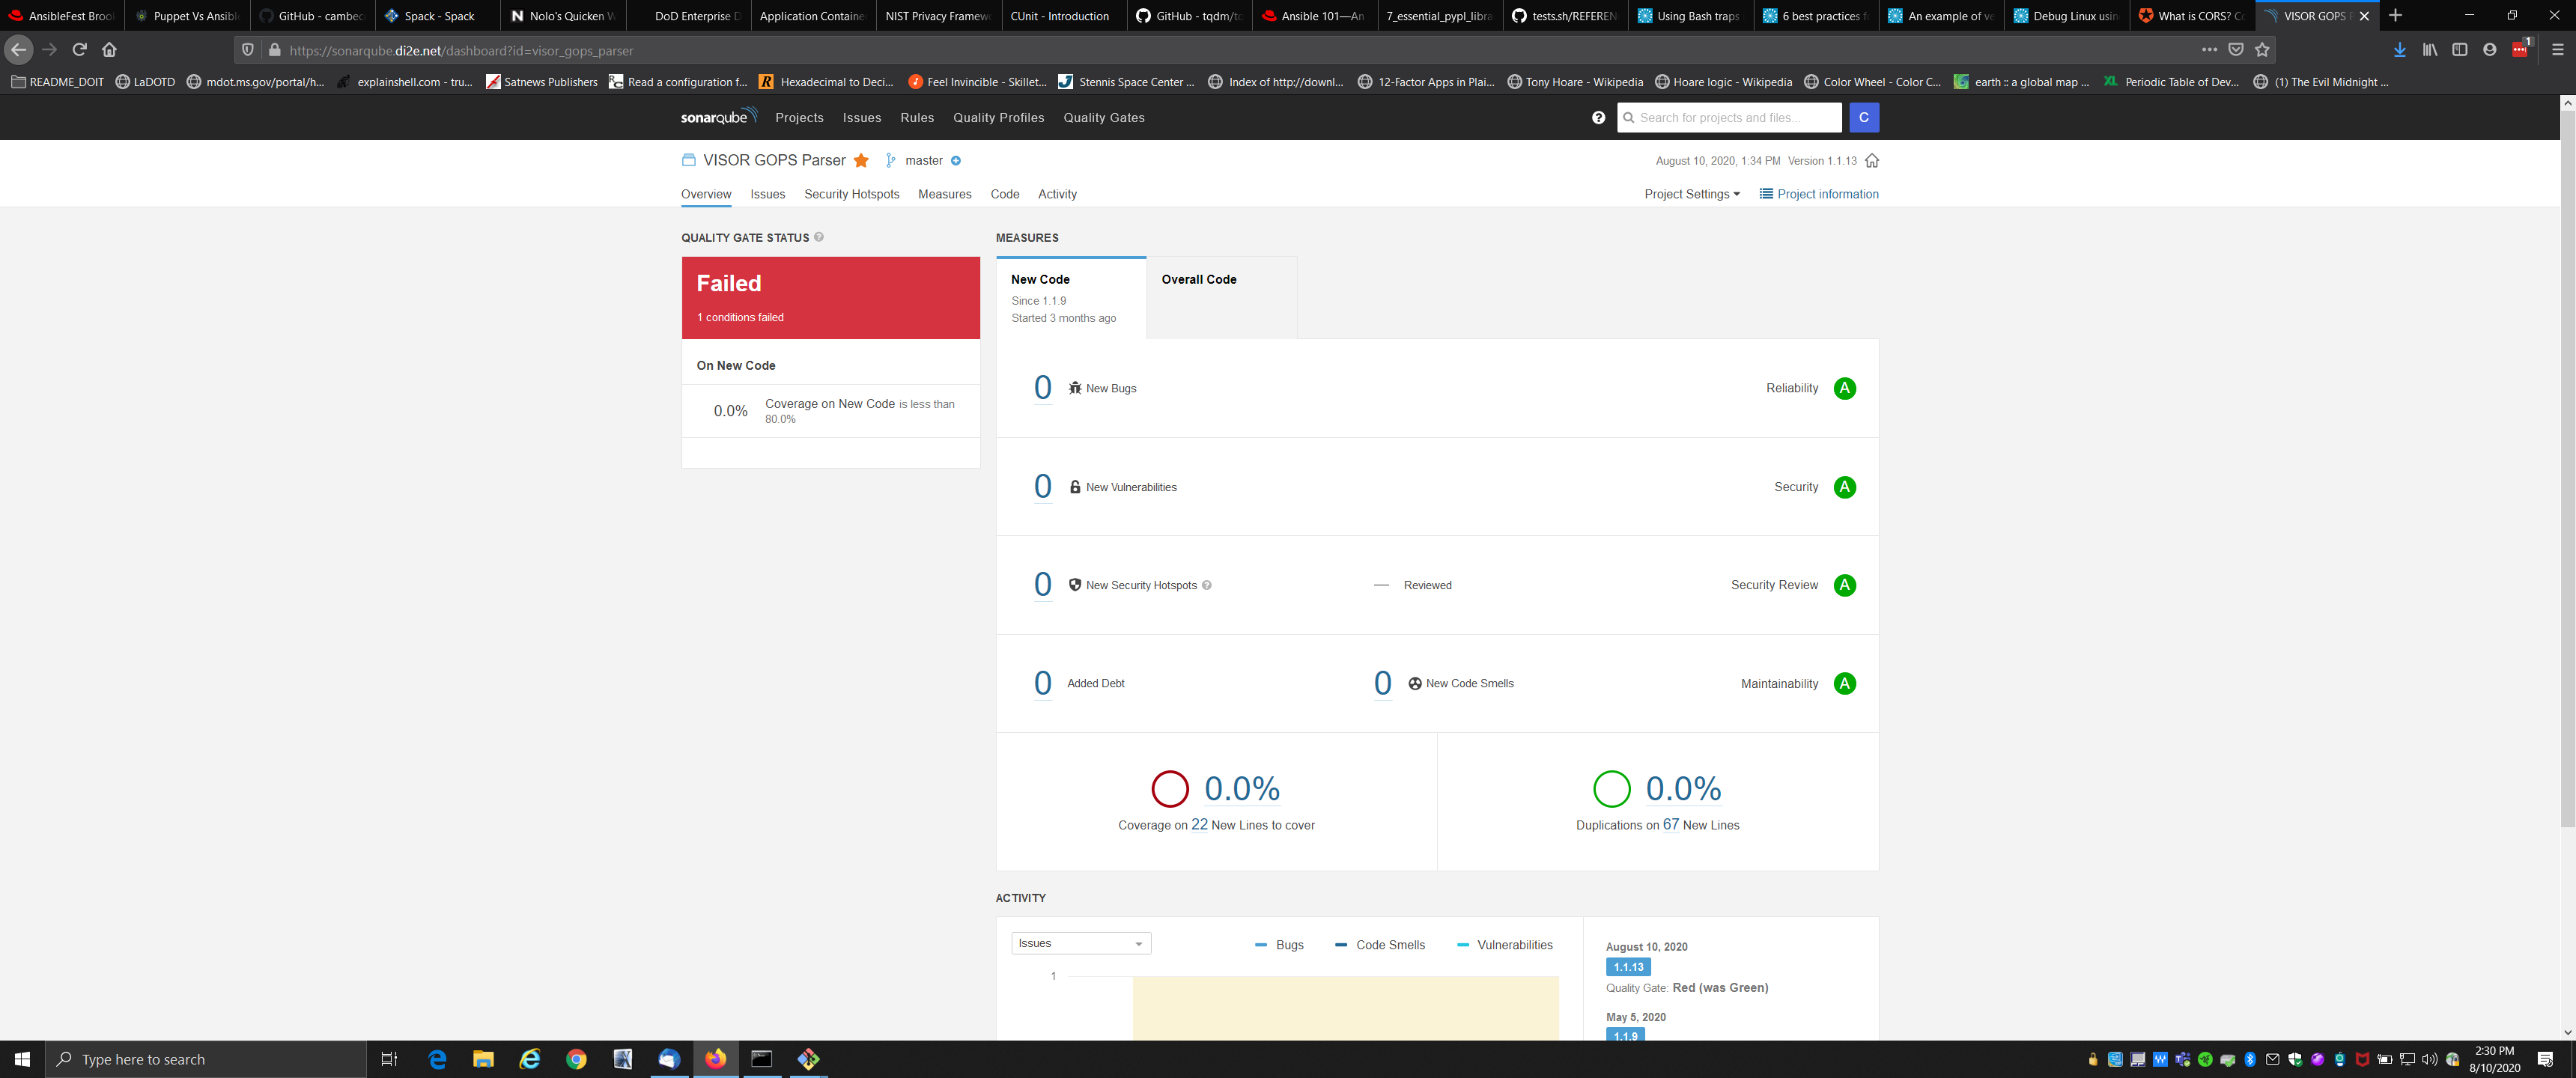 AnsibleFest Broo
Puppet Vs Ansibl
GitHub - cambec
Spack - Spack
Nolo's Quicken W
DoD Enterprise D
Application Containe
NIST Privacy Framew
CUnit - Introduction
GitHub - tqdm/tq
Ansible 101—An
7_essential_pypl_libra
tests.sh/REFEREN
Using Bash traps
6 best practices f
An example of ve
Debug Linux usin
What is CORS? Co
VISOR GOPS P
https://sonarqube.di2e.net/dashboard?id=visor_gops_parser
1
README_DOIT
LaDOTD
mdot.ms.gov/portal/h...
explainshell.com - tru...
Satnews Publishers
Read a configuration f...
Hexadecimal to Deci...
Feel Invincible - Skillet...
Stennis Space Center ...
Index of http://downl...
12-Factor Apps in Plai...
Tony Hoare - Wikipedia
Hoare logic - Wikipedia
Color Wheel - Color C...
earth :: a global map ...
Periodic Table of Dev...
(1) The Evil Midnight ...
sonarqube Projects Issues Rules Quality Profiles Quality Gates
Search for projects and files...
C
VISOR GOPS Parser master
August 10, 2020, 1:34 PM Version 1.1.13
Overview Issues Security Hotspots Measures Code Activity
Project Settings Project information
QUALITY GATE STATUS
Failed
1 conditions failed
On New Code
0.0% Coverage on New Code is less than
80.0%
MEASURES
New Code
Since 1.1.9
Started 3 months ago
Overall Code
0 New Bugs Reliability A
0 New Vulnerabilities Security A
0 New Security Hotspots — Reviewed Security Review A
0 Added Debt 0 New Code Smells Maintainability A
0.0%
Coverage on 22 New Lines to cover
0.0%
Duplications on 67 New Lines
ACTIVITY
Issues
Bugs Code Smells Vulnerabilities
1
August 10, 2020
1.1.13
Quality Gate: Red (was Green)
May 5, 2020
1.1.9
Type here to search
2:30 PM
8/10/2020